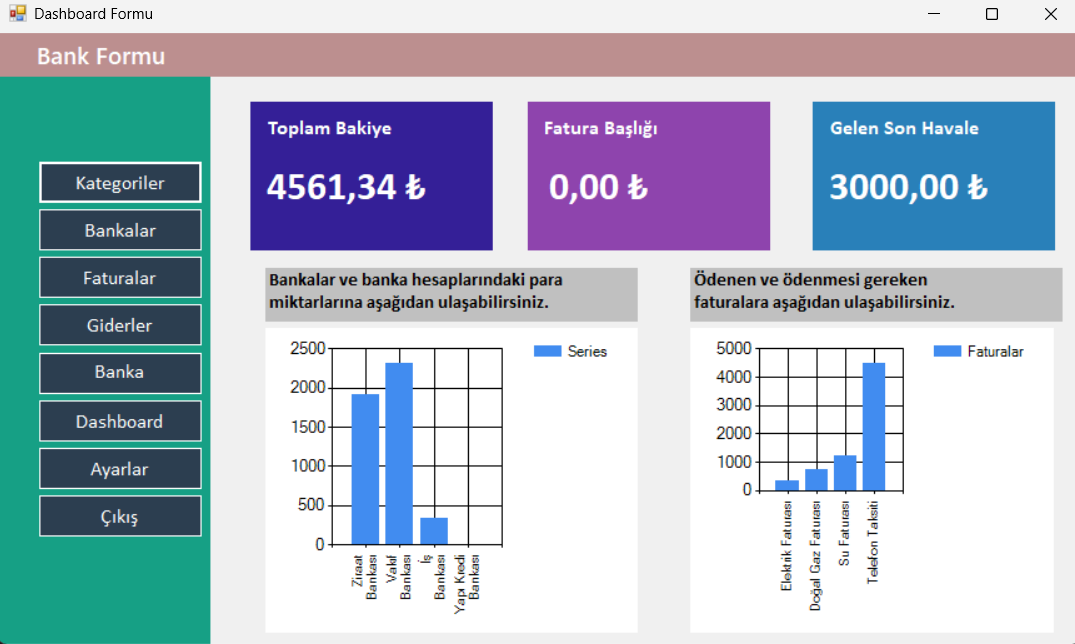 Dashboard Formu
Bank Formu
Kategoriler
Bankalar
Faturalar
Giderler
Banka
Dashboard
Ayarlar
Çıkış
Toplam Bakiye
4561,34 ₺
Fatura Başlığı
0,00 ₺
Gelen Son Havale
3000,00 ₺
Bankalar ve banka hesaplarındaki para
miktarlarına aşağıdan ulaşabilirsiniz.
2500
2000
1500
1000
500
0
Ziraat
Bankası
Vakıf
Bankası
İş
Bankası
Yapı Kredi
Bankası
Series
Ödenen ve ödenmesi gereken
faturalara aşağıdan ulaşabilirsiniz.
5000
4000
3000
2000
1000
0
Elektrik Faturası
Doğal Gaz Faturası
Su Faturası
Telefon Taksiti
Faturalar